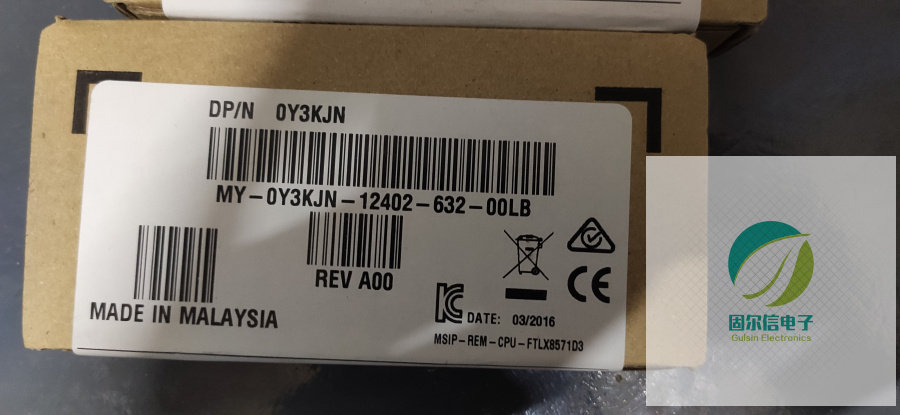 DP/N 0Y3KJN
MY-0Y3KJN-12402-632-00LB
REV A00
MADE IN MALAYSIA
DATE: 03/2016
MSIP-REM-CPU-FTLX8571D3
固尔信电子
Gulsin Electronics